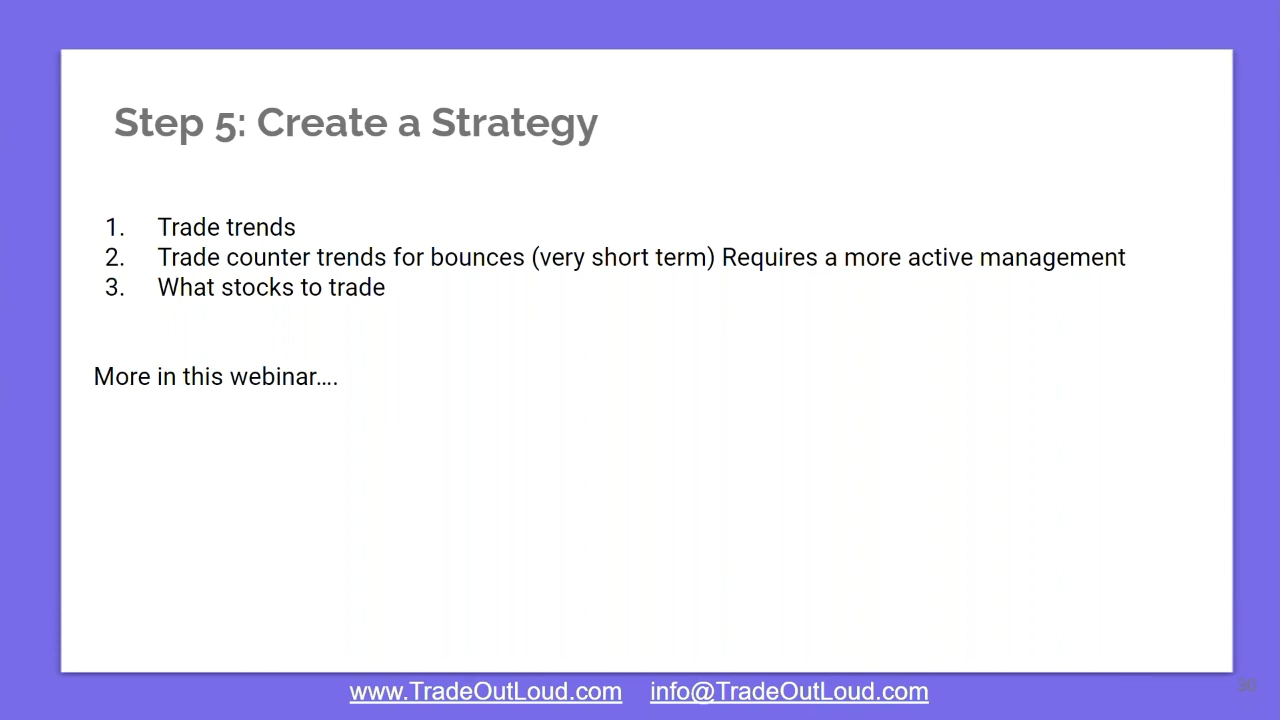 Step 5: Create a Strategy
1. Trade trends
2. Trade counter trends for bounces (very short term) Requires a more active management
3. What stocks to trade
More in this webinar....
www.TradeOutLoud.com info@TradeOutLoud.com
30